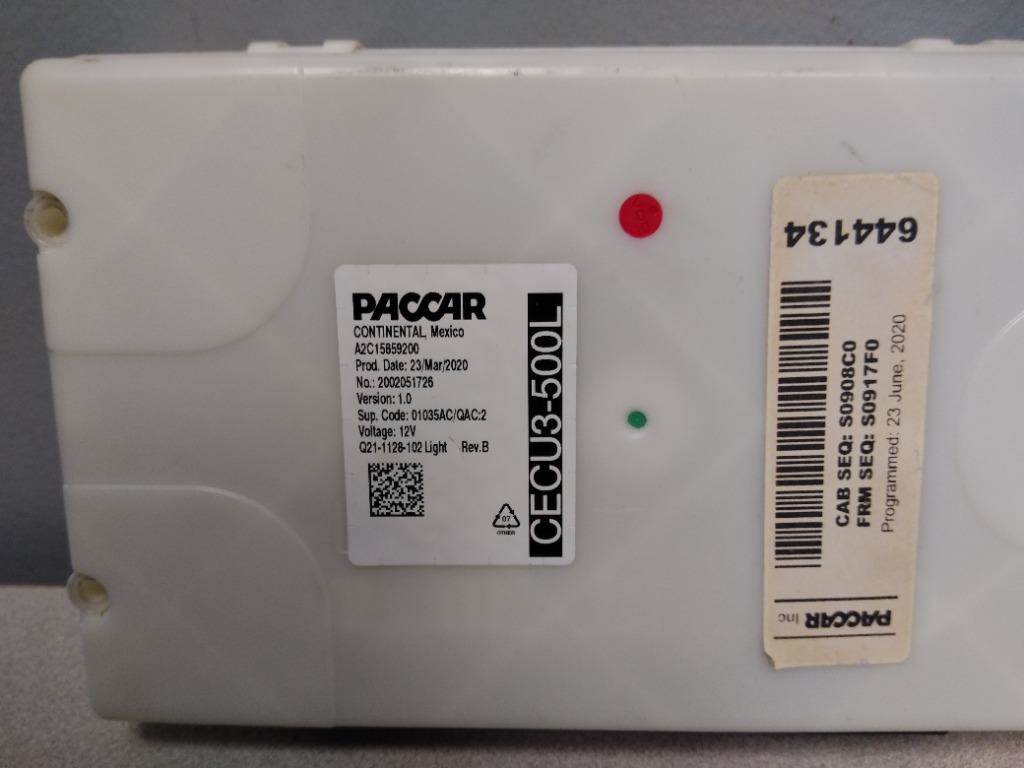 PACCAR
CONTINENTAL, Mexico
A2C15859200
Prod. Date: 23/Mar/2020
No.: 2002051726
Version: 1.0
Sup. Code: 01035AC/QAC:2
Voltage: 12V
Q21-1128-102 Light Rev.B
07
OTHER
CECU3-500L
644134
CAB SEQ: S0908C0
FRM SEQ: S0917F0
Programmed: 23 June, 2020
PACCAR Inc